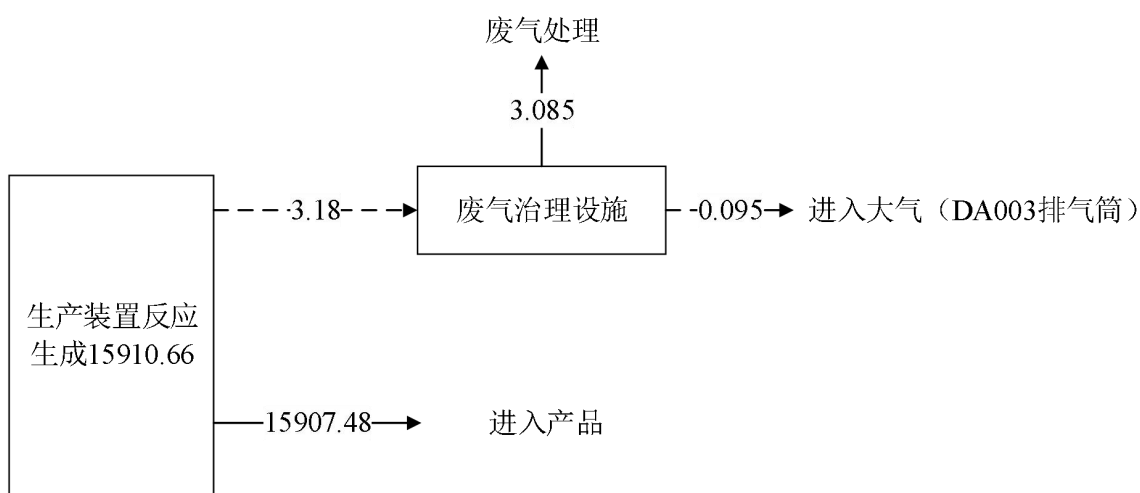 废气处理
3.085
3.18
废气治理设施
0.095
进入大气（DA003排气筒）
生产装置反应
生成15910.66
15907.48
进入产品